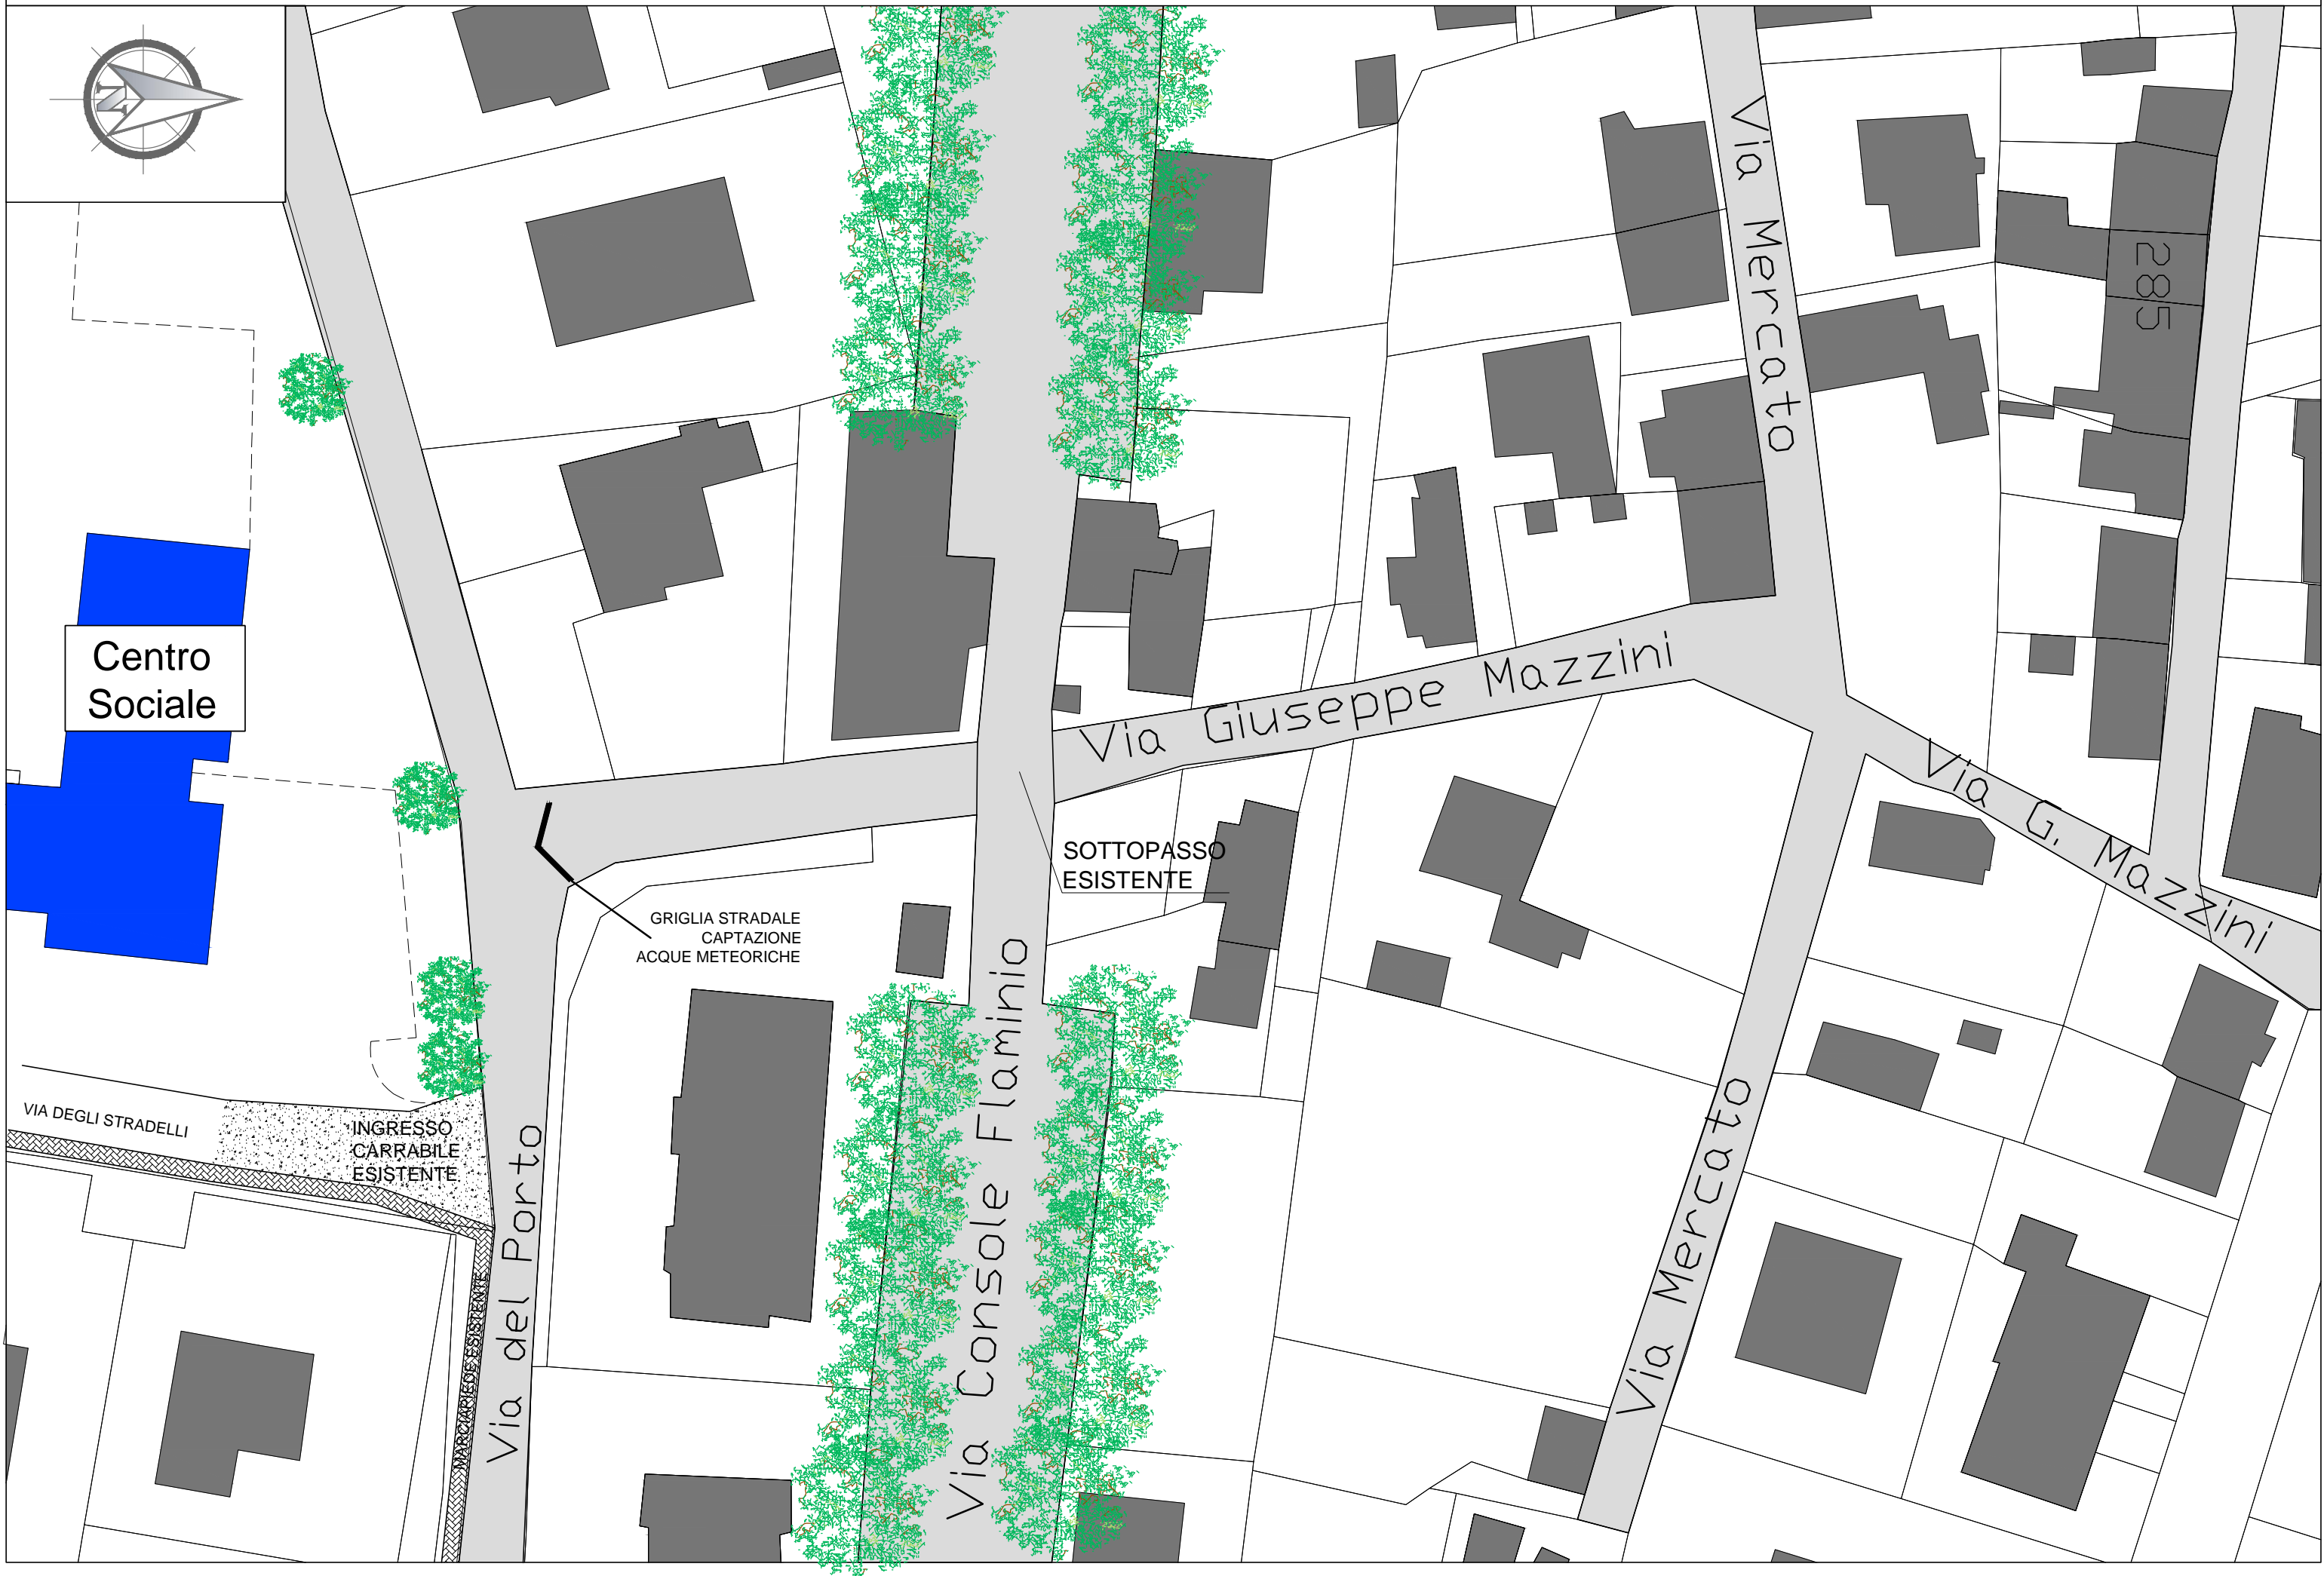 N
Via Mercato
285
Centro
Sociale
Via Giuseppe Mazzini
Via G. Mazzini
SOTTOPASSO
ESISTENTE
GRIGLIA STRADALE
CAPTAZIONE
ACQUE METEORICHE
Via Console Flaminio
VIA DEGLI STRADELLI
INGRESSO
CARRABILE
ESISTENTE
Via del Porto
MARCIAPIEDE ESISTENTE
Via Mercato